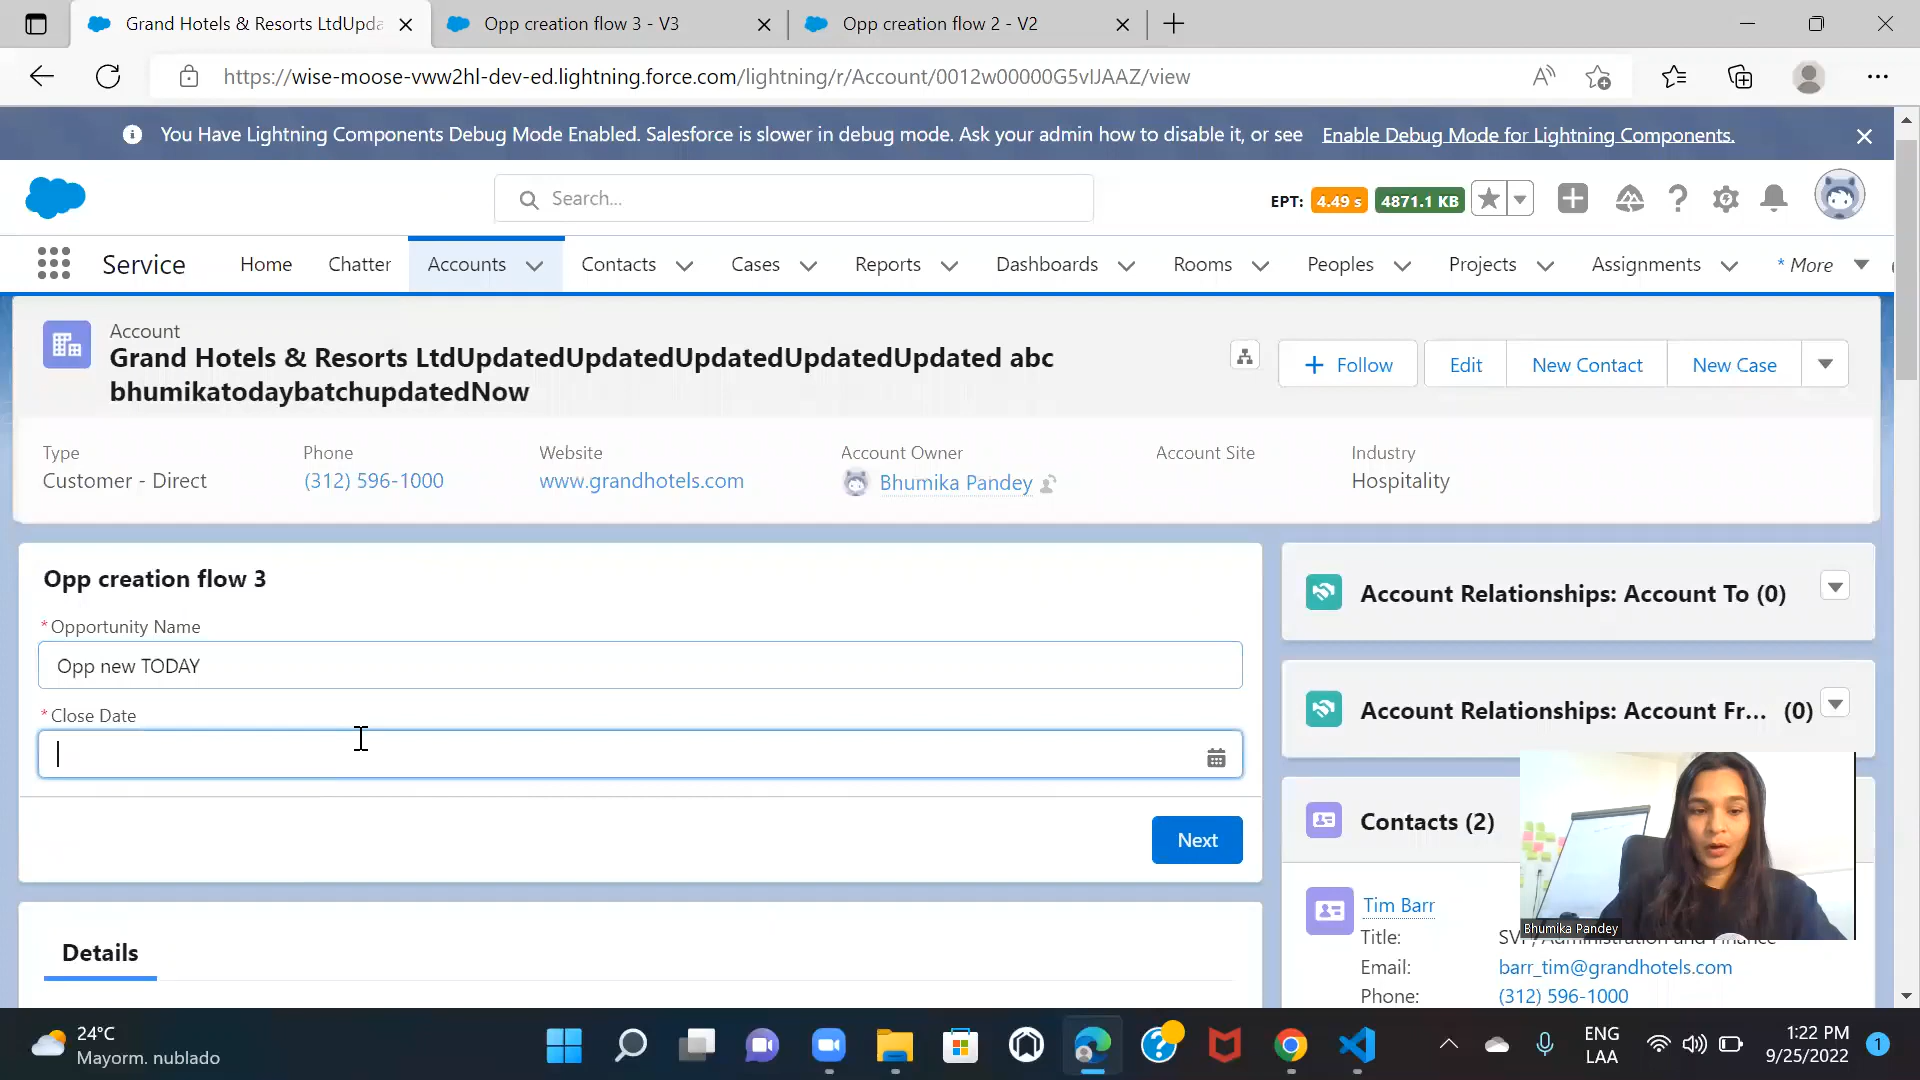 Grand Hotels & Resorts LtdUpda
Opp creation flow 3 - V3
Opp creation flow 2 - V2
https://wise-moose-vww2hl-dev-ed.lightning.force.com/lightning/r/Account/0012w00000G5vIJAAZ/view
You Have Lightning Components Debug Mode Enabled. Salesforce is slower in debug mode. Ask your admin how to disable it, or see Enable Debug Mode for Lightning Components.
Search...
EPT: 4.49 s 4871.1 KB
Service
Home
Chatter
Accounts
Contacts
Cases
Reports
Dashboards
Rooms
Peoples
Projects
Assignments
* More
Account
Grand Hotels & Resorts LtdUpdatedUpdatedUpdatedUpdatedUpdated abc
bhumikatodaybatchupdatedNow
Follow
Edit
New Contact
New Case
Type
Customer - Direct
Phone
(312) 596-1000
Website
www.grandhotels.com
Account Owner
Bhumika Pandey
Account Site
Industry
Hospitality
Opp creation flow 3
*Opportunity Name
Opp new TODAY
*Close Date
Next
Details
Account Relationships: Account To (0)
Account Relationships: Account Fr... (0)
Contacts (2)
Tim Barr
Title:
SVP, Administration and Finance
Email:
barr_tim@grandhotels.com
Phone:
(312) 596-1000
Bhumika Pandey
24°C
Mayorm. nublado
ENG
LAA
1:22 PM
9/25/2022
1